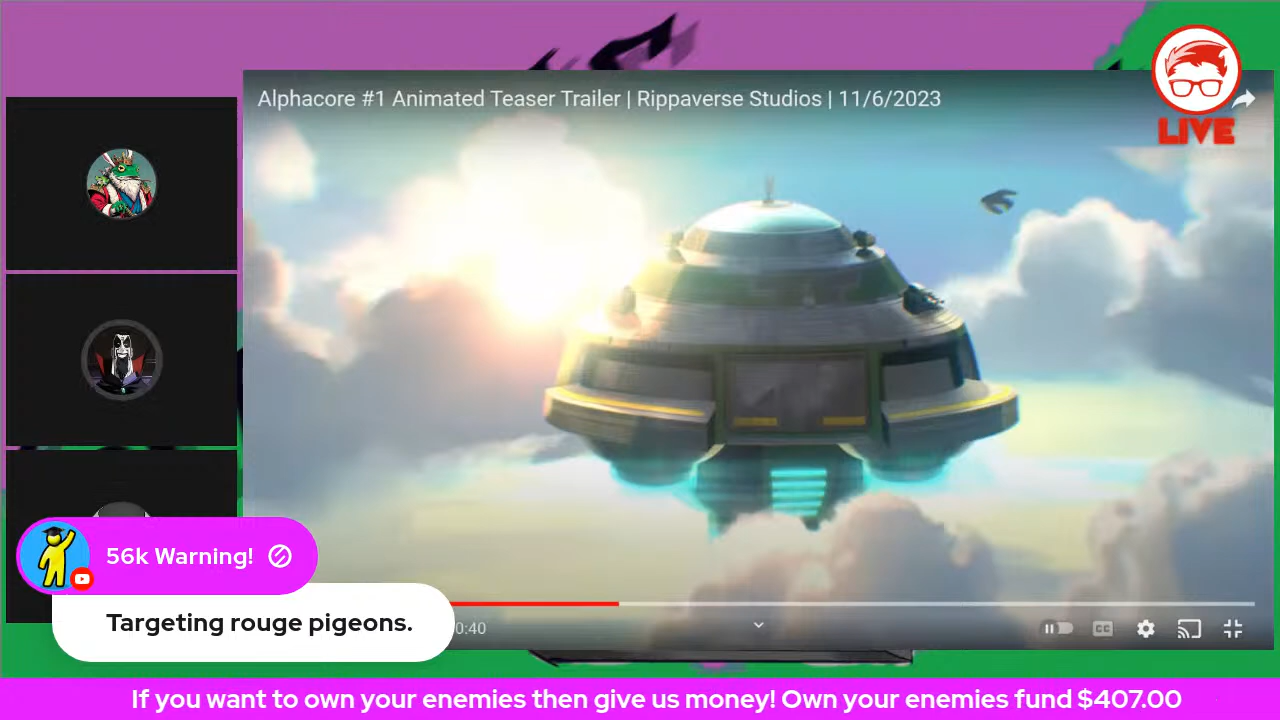 Alphacore #1 Animated Teaser Trailer | Rippaverse Studios | 11/6/2023
LIVE
56k Warning!
Targeting rouge pigeons.
0:40
CC
If you want to own your enemies then give us money! Own your enemies fund $407.00